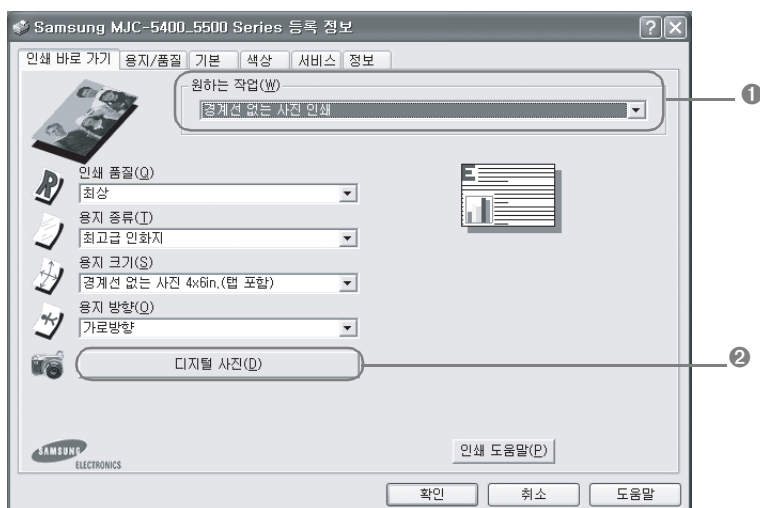 Samsung MJC-5400_5500 Series 등록 정보
인쇄 바로 가기 용지/품질 기본 색상 서비스 정보
원하는 작업(W)
경계선 없는 사진 인쇄
❶
인쇄 품질(Q)
최상
용지 종류(T)
최고급 인화지
용지 크기(S)
경계선 없는 사진 4x6in.(탭 포함)
용지 방향(O)
가로방향
디지털 사진(D)
❷
SAMSUNG
ELECTRONICS
인쇄 도움말(P)
확인 취소 도움말